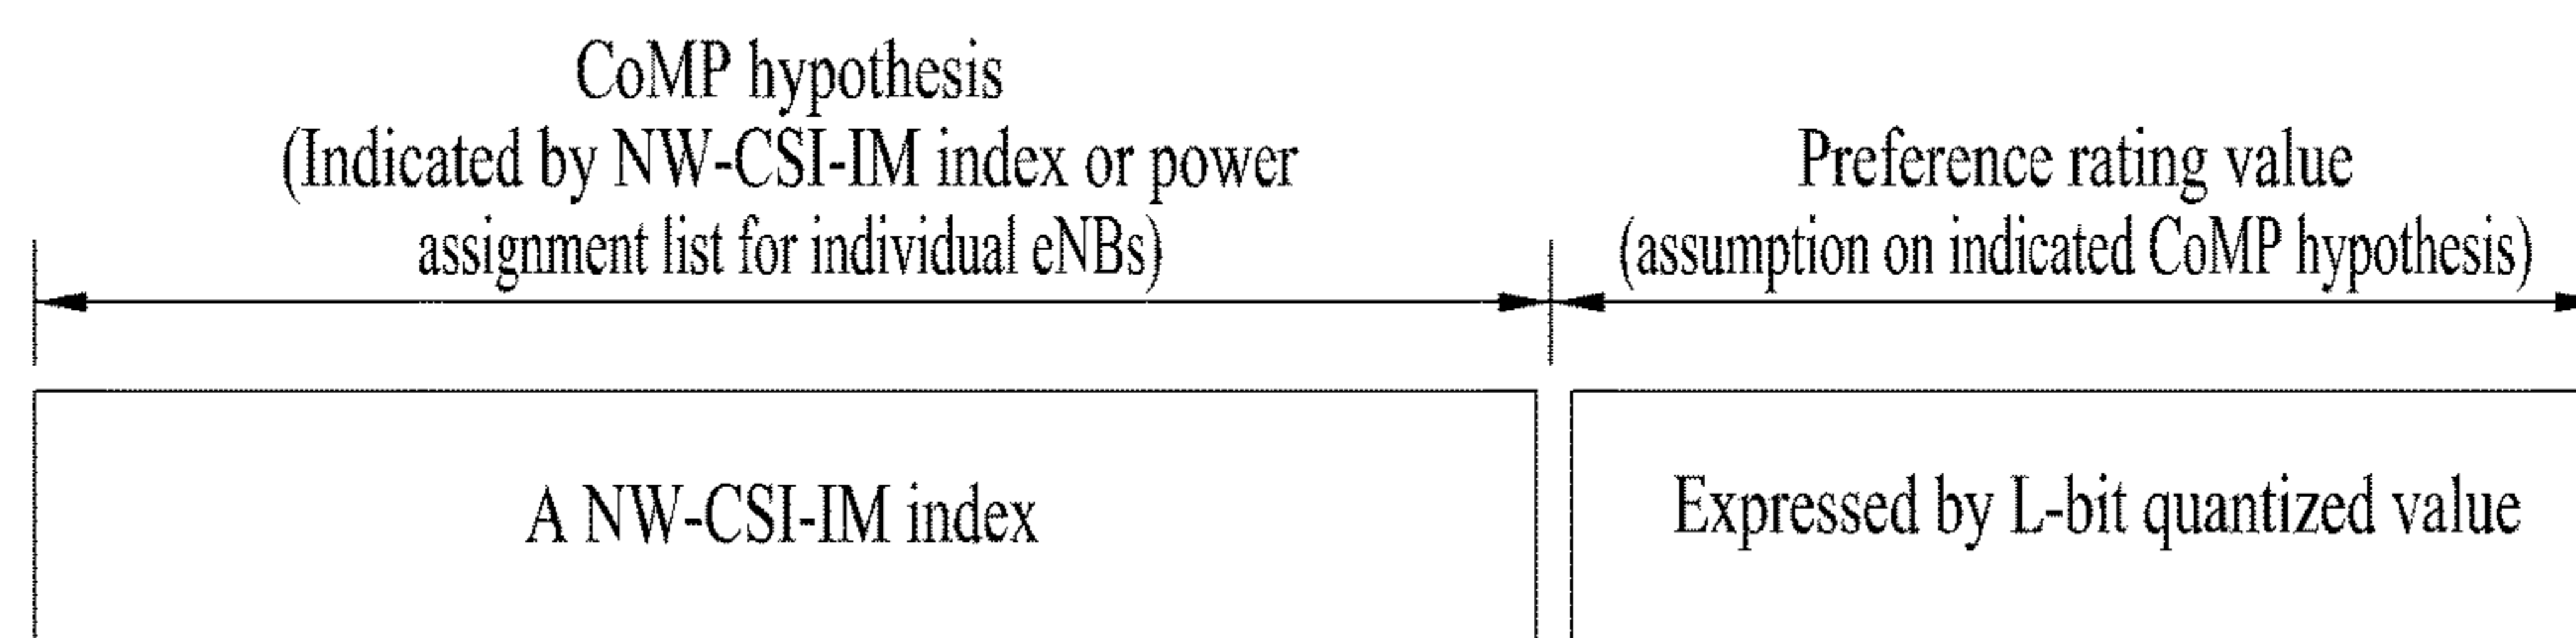 CoMP hypothesis
(Indicated by NW-CSI-IM index or power
assignment list for individual eNBs)
Preference rating value
(assumption on indicated CoMP hypothesis)
A NW-CSI-IM index
Expressed by L-bit quantized value